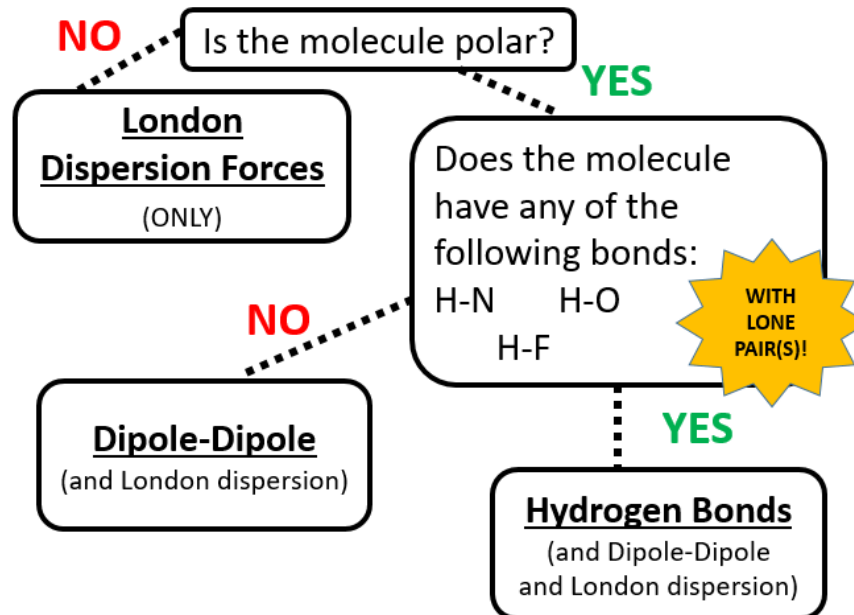 NO
Is the molecule polar?
YES
London
Dispersion Forces
(ONLY)
Does the molecule
have any of the
following bonds:
H-N H-O
H-F
WITH
LONE
PAIR(S)!
NO
Dipole-Dipole
(and London dispersion)
YES
Hydrogen Bonds
(and Dipole-Dipole
and London dispersion)